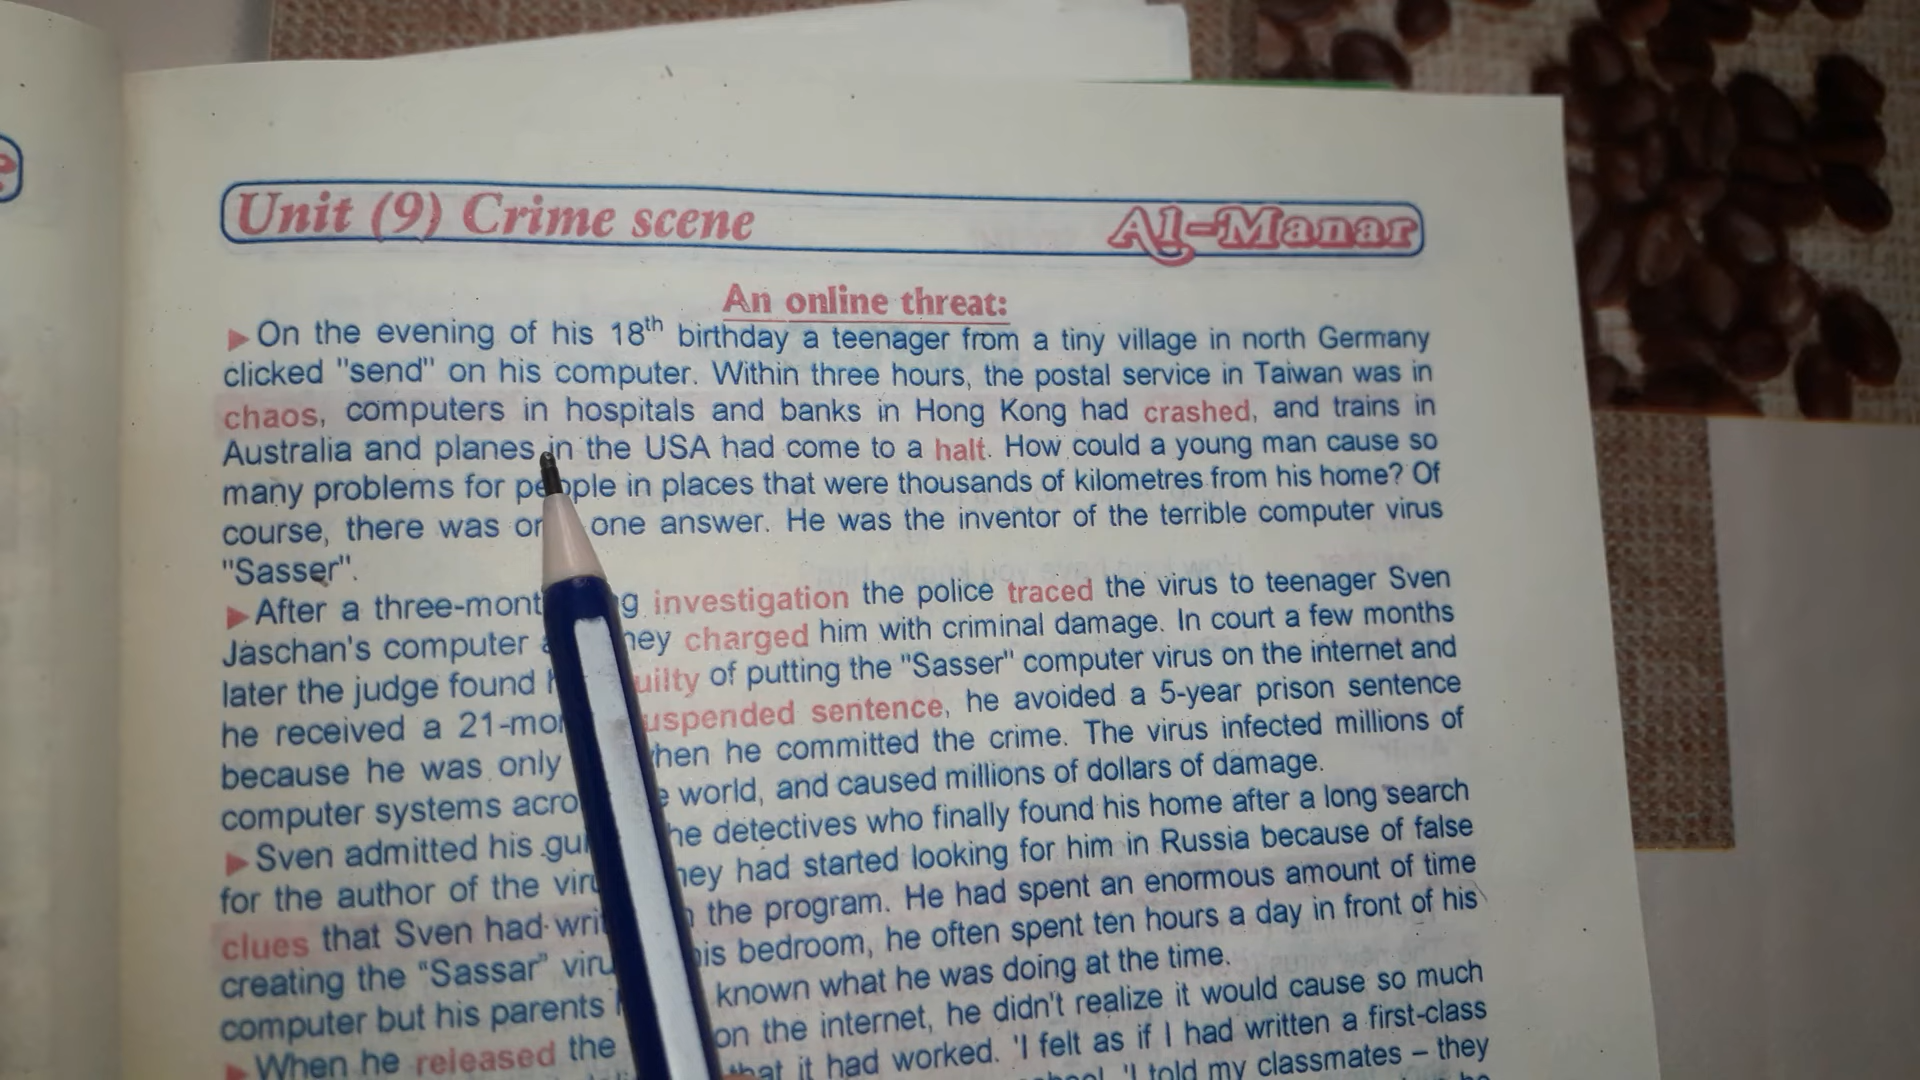 Unit (9) Crime scene
Al-Manar
An online threat:
On the evening of his 18th birthday a teenager from a tiny village in north Germany
clicked "send" on his computer. Within three hours, the postal service in Taiwan was in
chaos, computers in hospitals and banks in Hong Kong had crashed, and trains in
Australia and planes in the USA had come to a halt. How could a young man cause so
many problems for people in places that were thousands of kilometres from his home? Of
course, there was one answer. He was the inventor of the terrible computer virus
"Sasser".
After a investigation the police traced the virus to teenager Sven
Jaschan's computer charged him with criminal damage. In court a few months
later the judge found of putting the "Sasser" computer virus on the internet and
he received a sentence, he avoided a 5-year prison sentence
because he was only he committed the crime. The virus infected millions of
computer systems world, and caused millions of dollars of damage.
Sven admitted his detectives who finally found his home after a long search
for the author of the had started looking for him in Russia because of false
clues that Sven had the program. He had spent an enormous amount of time
creating the "Sassar" bedroom, he often spent ten hours a day in front of his
computer but his parents known what he was doing at the time.
When he released the on the internet, he didn't realize it would cause so much
that it had worked. 'I felt as if I had written a first-class
'I told my classmates – they